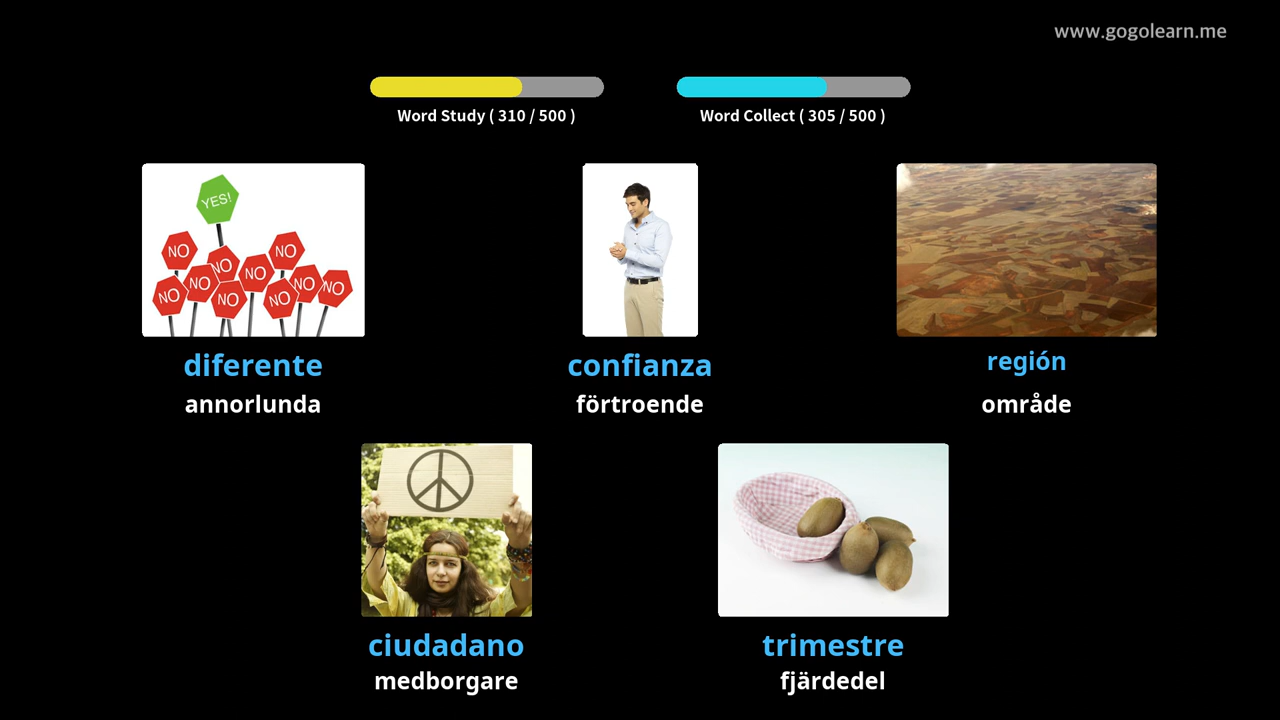 www.gogolearn.me
Word Study ( 310 / 500 )
Word Collect ( 305 / 500 )
YES!
NO
NO
NO
NO
NO
NO
NO
NO
NO
NO
diferente
annorlunda
confianza
förtroende
región
område
ciudadano
medborgare
trimestre
fjärdedel